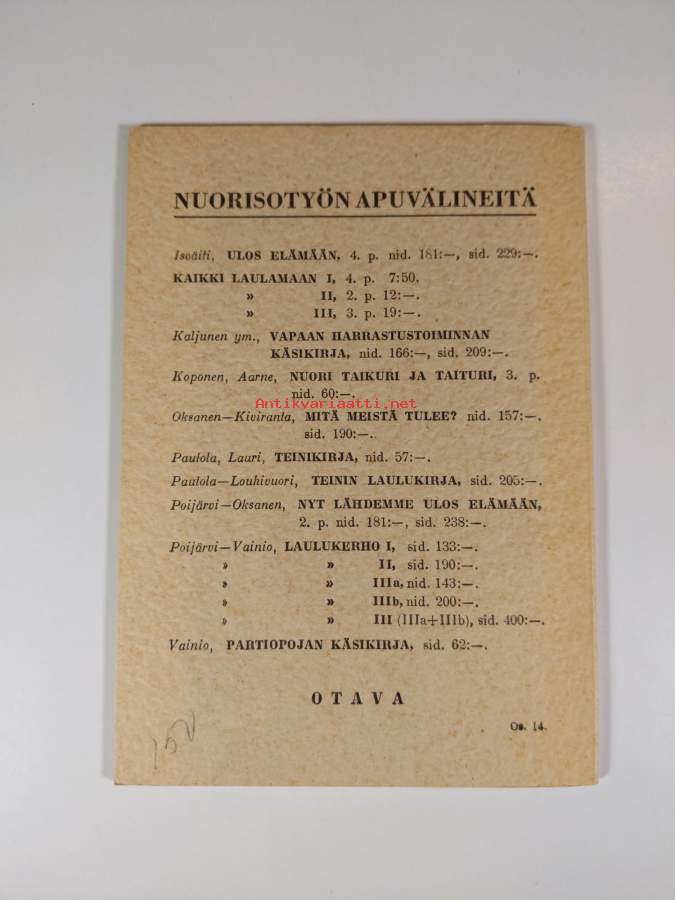 NUORISOTYÖN APUVÄLINEITÄ
Isoäiti, ULOS ELÄMÄÄN, 4. p. nid. 181:—, sid. 229:—.
KAIKKI LAULAMAAN I, 4. p. 7:50.
» II, 2. p. 12:—.
» III, 3. p. 19:—.
Kaljunen ym., VAPAAN HARRASTUSTOIMINNAN
KÄSIKIRJA, nid. 166:—, sid. 209:—.
Koponen, Aarne, NUORI TAIKURI JA TAITURI, 3. p.
nid. 60:—.
Antikvariaatti.net
Oksanen—Kiviranta, MITÄ MEISTÄ TULEE? nid. 157:—,
sid. 190:—.
Pautola, Lauri, TEINIKIRJA, nid. 57:—.
Pautola—Louhivuori, TEININ LAULUKIRJA, sid. 205:—.
Poijärvi—Oksanen, NYT LÄHDEMME ULOS ELÄMÄÄN,
2. p. nid. 181:—, sid. 238:—.
Poijärvi—Vainio, LAULUKERHO I, sid. 133:—.
» » II, sid. 190:—.
» » IIIa, nid. 143:—.
» » IIIb, nid. 200:—.
» » III (IIIa+IIIb), sid. 400:—.
Vainio, PARTIOPOJAN KÄSIKIRJA, sid. 62:—.
OTAVA
Os. 14.